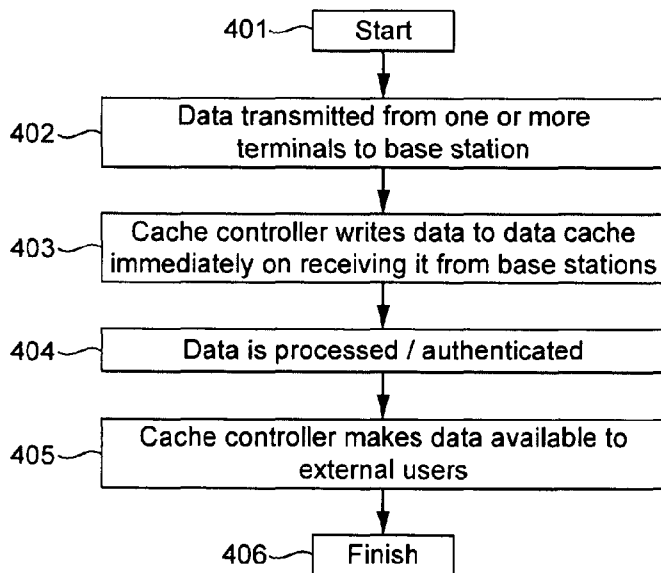 401
Start
402
Data transmitted from one or more
terminals to base station
403
Cache controller writes data to data cache
immediately on receiving it from base stations
404
Data is processed / authenticated
405
Cache controller makes data available to
external users
406
Finish